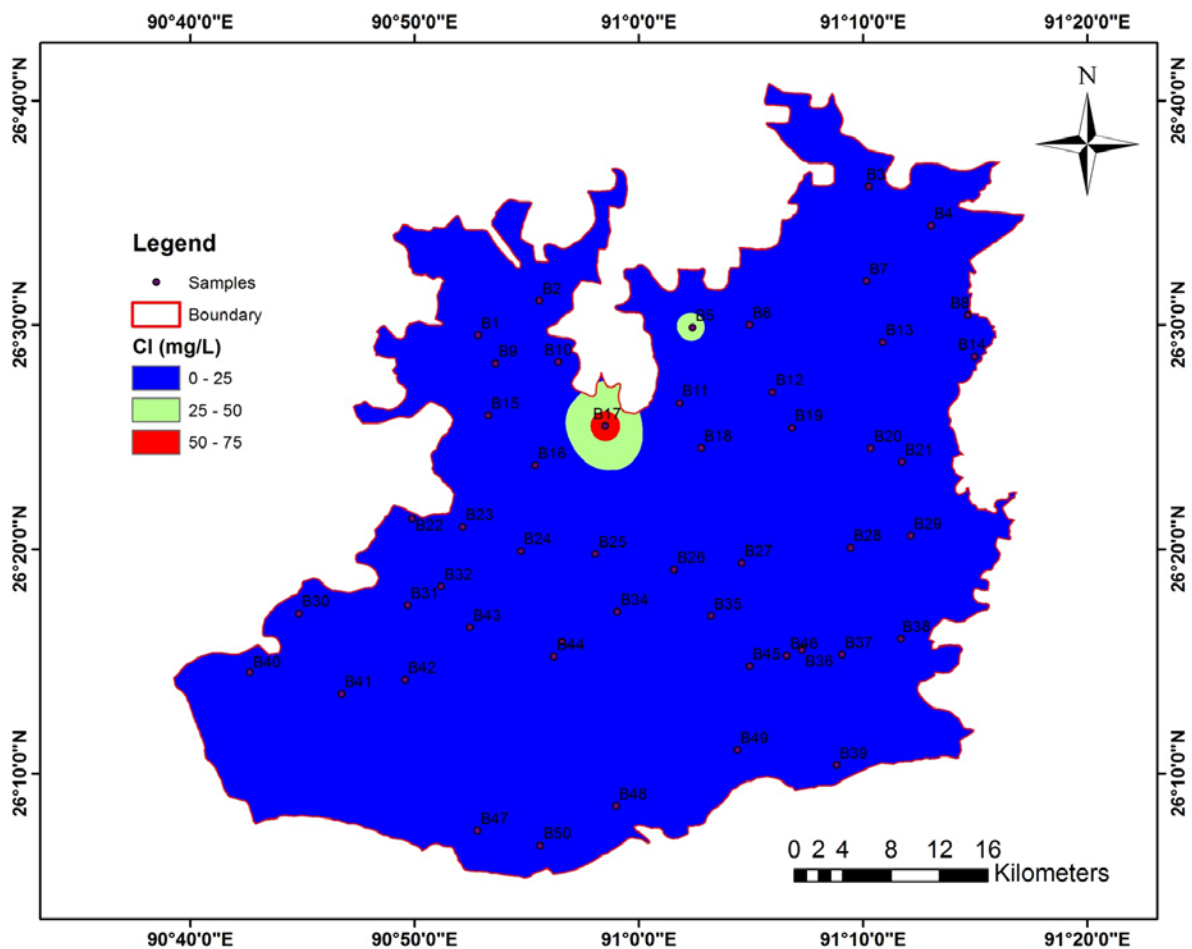 90°40'0"E 90°50'0"E 91°0'0"E 91°10'0"E 91°20'0"E
26°40'0"N 26°40'0"N
N
B3
B4
Legend
Samples
Boundary
Cl (mg/L)
0 - 25
25 - 50
50 - 75
B7
B2
B8
B5
B6
26°30'0"N 26°30'0"N
B1
B13
B9
B10
B14
B12
B11
B15
B17
B19
B18
B20
B21
B16
B22
B23
B29
B24
B25
B28
B27
B26
26°20'0"N 26°20'0"N
B32
B31
B30
B34
B35
B43
B38
B44
B46
B37
B45
B36
B40
B42
B41
B49
B39
26°10'0"N 26°10'0"N
B48
B47
B50
0 2 4 8 12 16
Kilometers
90°40'0"E 90°50'0"E 91°0'0"E 91°10'0"E 91°20'0"E